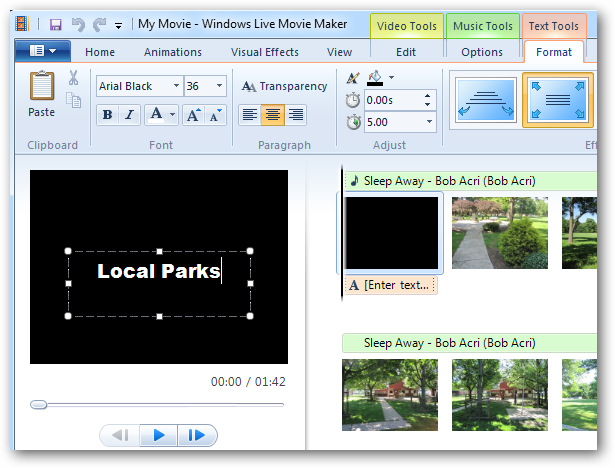 My Movie - Windows Live Movie Maker
Video Tools
Music Tools
Text Tools
Home
Animations
Visual Effects
View
Edit
Options
Format
Paste
Clipboard
Arial Black
36
B
I
A
A
A
Font
AA Transparency
Paragraph
0.00s
5.00
Adjust
Local Parks
00:00 / 01:42
Sleep Away - Bob Acri (Bob Acri)
A [Enter text...
Sleep Away - Bob Acri (Bob Acri)